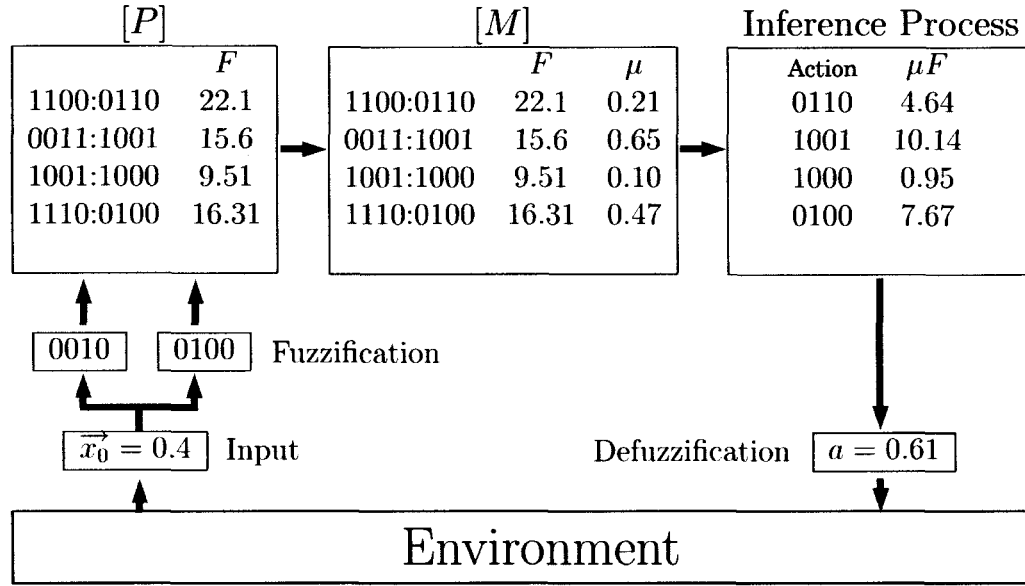 [P]
F
1100:0110 22.1
0011:1001 15.6
1001:1000 9.51
1110:0100 16.31
[M]
F μ
1100:0110 22.1 0.21
0011:1001 15.6 0.65
1001:1000 9.51 0.10
1110:0100 16.31 0.47
Inference Process
Action μF
0110 4.64
1001 10.14
1000 0.95
0100 7.67
0010 0100 Fuzzification
x₀⃗ = 0.4 Input
Defuzzification a = 0.61
Environment